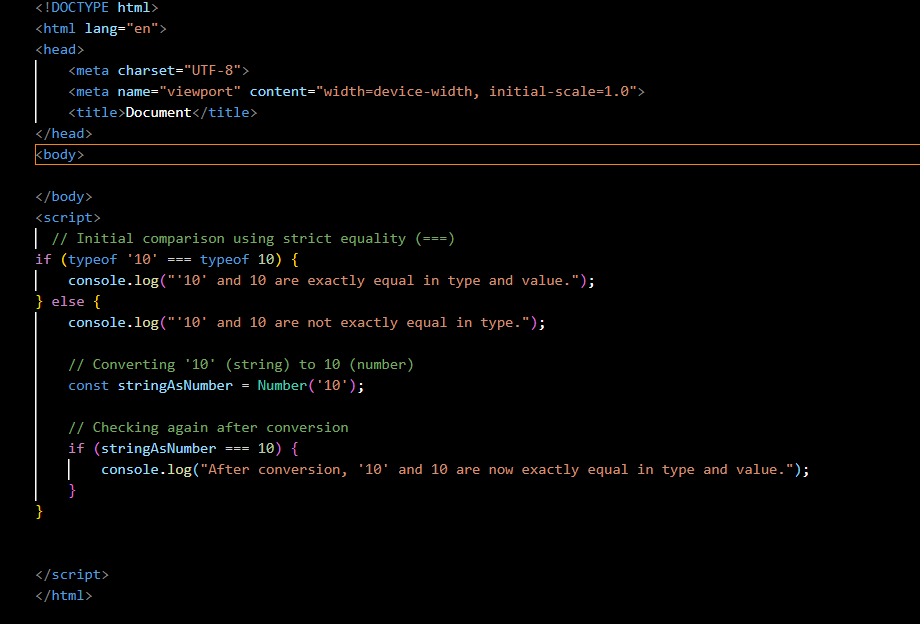 <!DOCTYPE html>
<html lang="en">
<head>
    <meta charset="UTF-8">
    <meta name="viewport" content="width=device-width, initial-scale=1.0">
    <title>Document</title>
</head>
<body>

</body>
<script>
  // Initial comparison using strict equality (===)
if (typeof '10' === typeof 10) {
    console.log("'10' and 10 are exactly equal in type and value.");
} else {
    console.log("'10' and 10 are not exactly equal in type.");

    // Converting '10' (string) to 10 (number)
    const stringAsNumber = Number('10');

    // Checking again after conversion
    if (stringAsNumber === 10) {
        console.log("After conversion, '10' and 10 are now exactly equal in type and value.");
    }
}


</script>
</html>